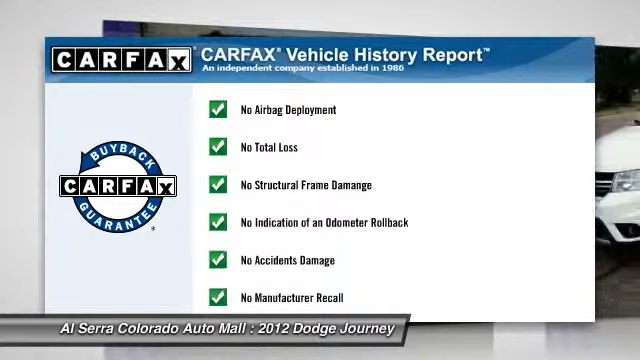 CARFAX CARFAX® Vehicle History Report™
An independent company established in 1986
No Airbag Deployment
No Total Loss
No Structural Frame Damange
No Indication of an Odometer Rollback
No Accidents Damage
No Manufacturer Recall
BUYBACK
CARFAX
GUARANTEE®
Al Serra Colorado Auto Mall : 2012 Dodge Journey